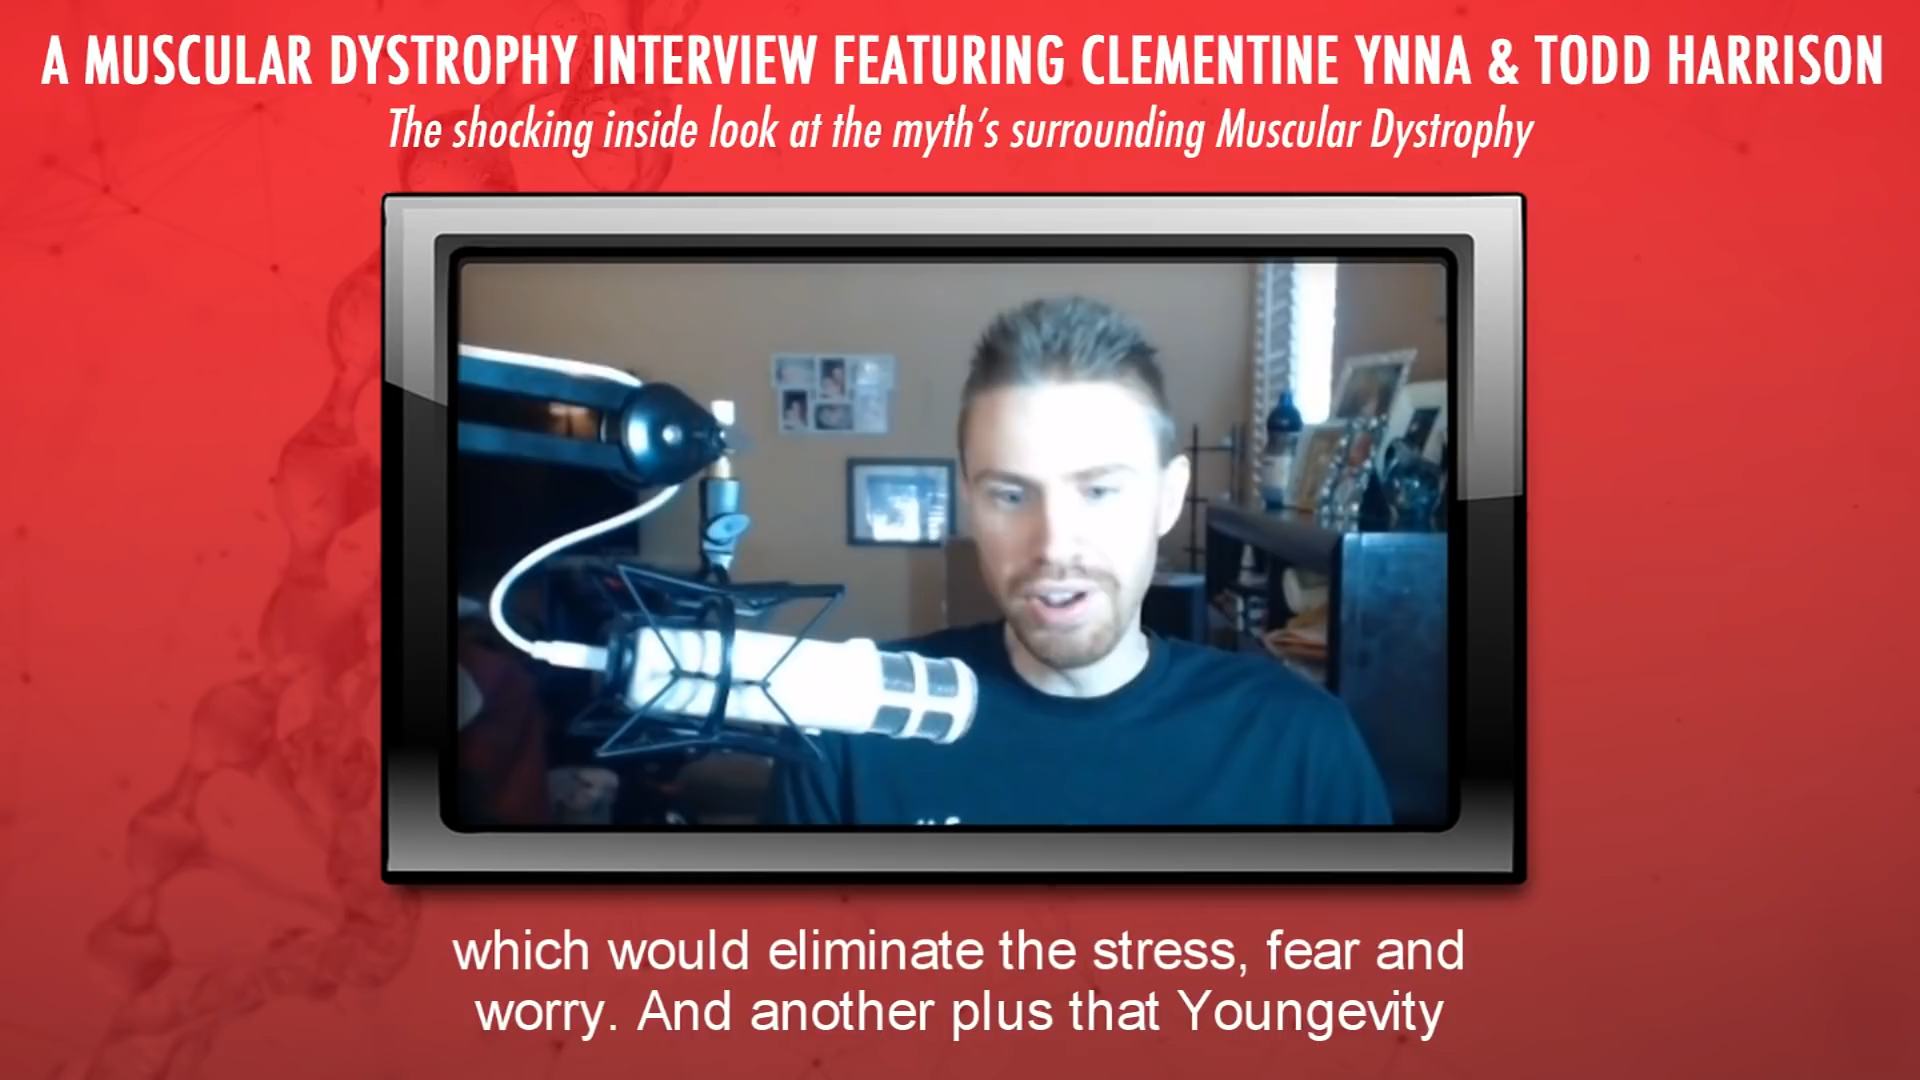 A MUSCULAR DYSTROPHY INTERVIEW FEATURING CLEMENTINE YNNA & TODD HARRISON
The shocking inside look at the myth's surrounding Muscular Dystrophy
which would eliminate the stress, fear and
worry. And another plus that Youngevity